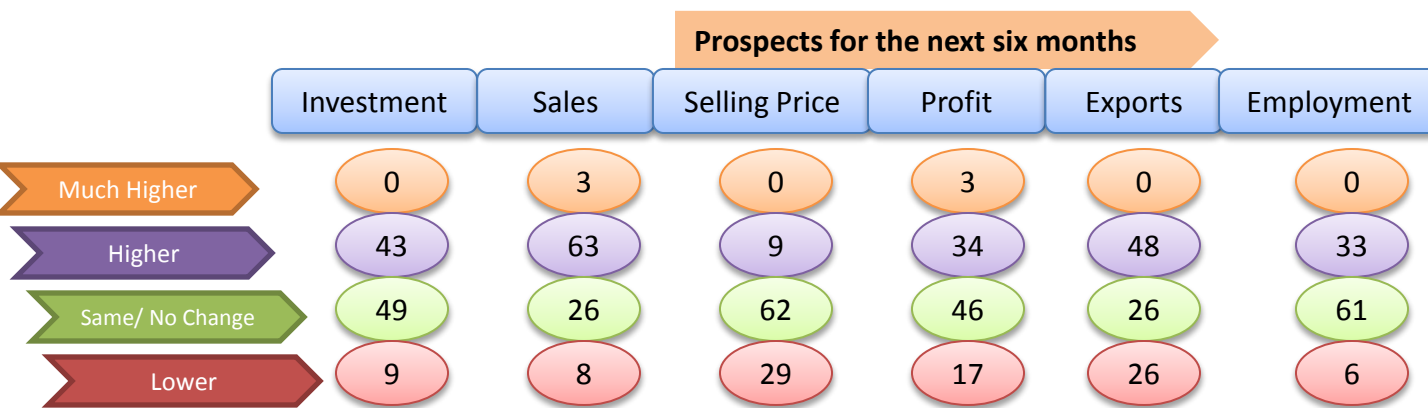 Prospects for the next six months
Investment Sales Selling Price Profit Exports Employment
Much Higher 0 3 0 3 0 0
Higher 43 63 9 34 48 33
Same/ No Change 49 26 62 46 26 61
Lower 9 8 29 17 26 6